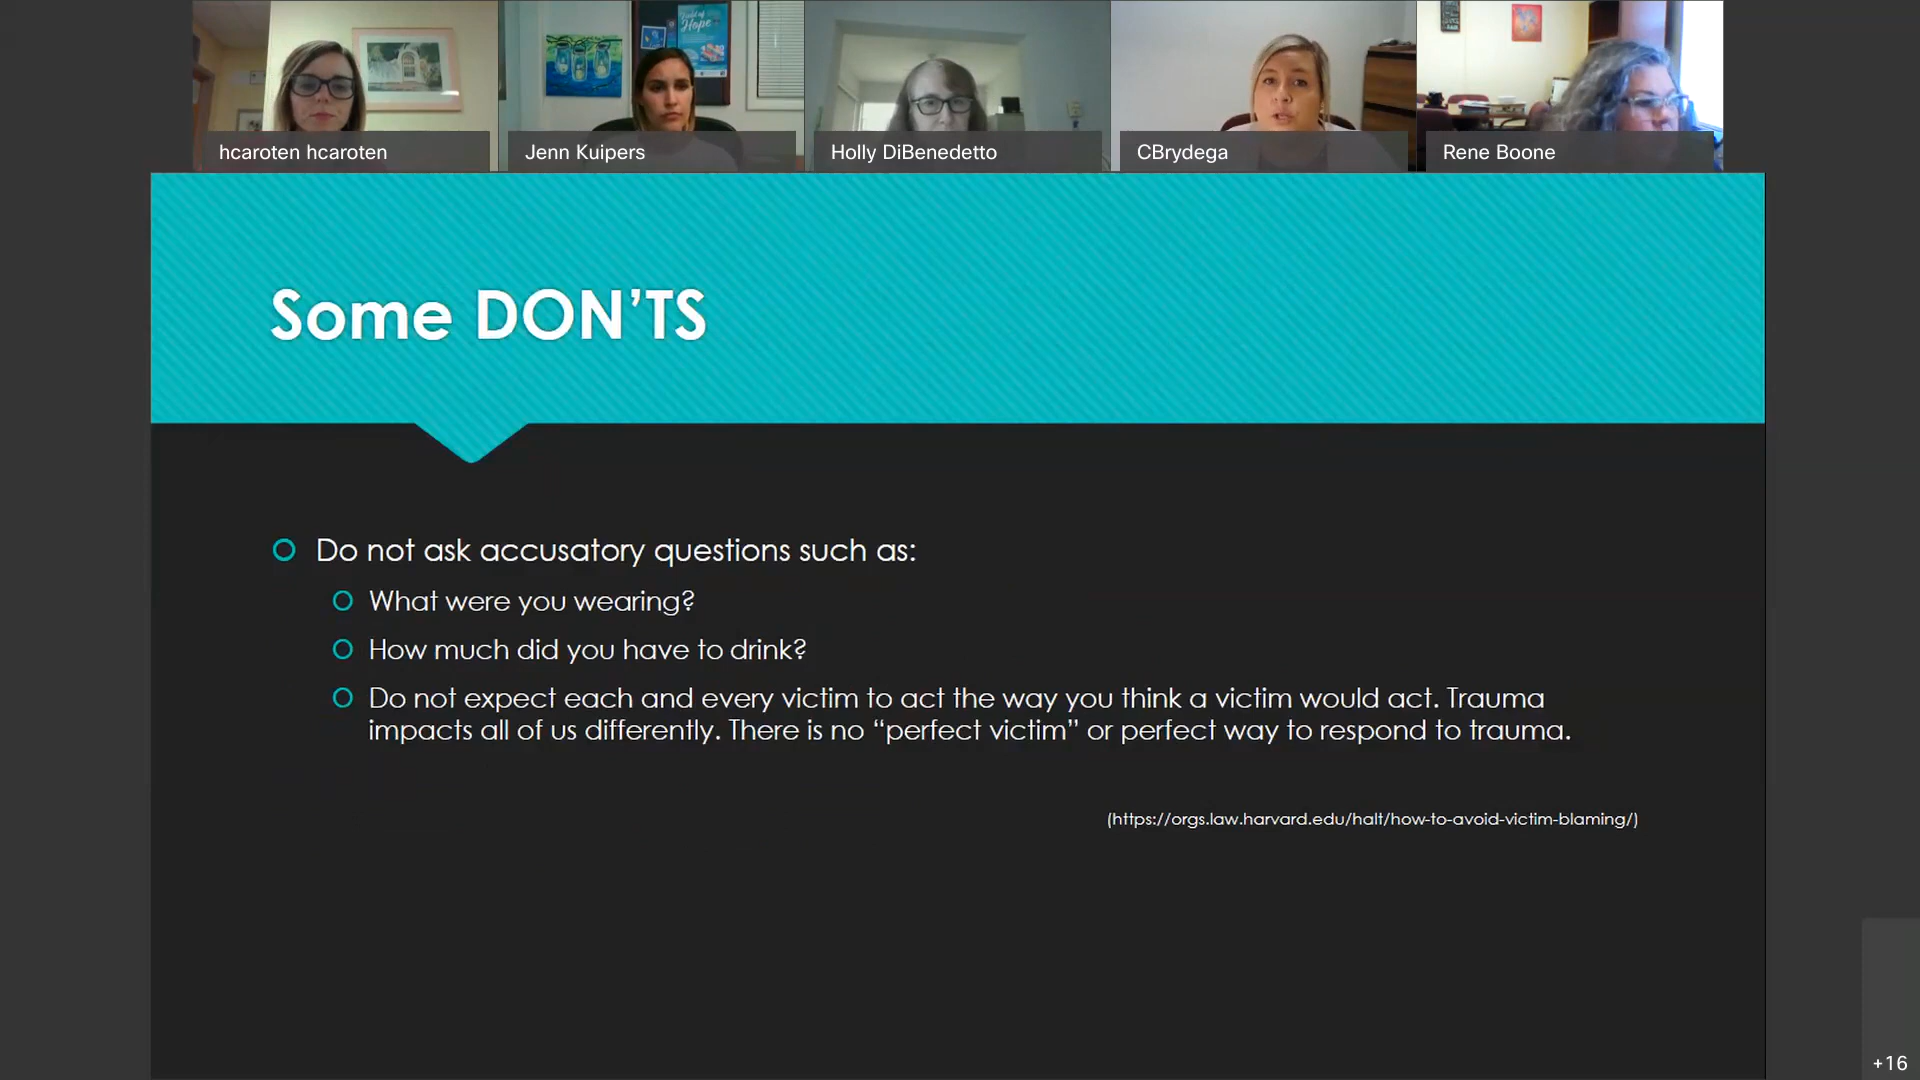 Hope
hcaroten hcaroten
Jenn Kuipers
Holly DiBenedetto
CBrydega
Rene Boone
Some DON'TS
Do not ask accusatory questions such as:
What were you wearing?
How much did you have to drink?
Do not expect each and every victim to act the way you think a victim would act. Trauma
impacts all of us differently. There is no “perfect victim” or perfect way to respond to trauma.
(https://orgs.law.harvard.edu/halt/how-to-avoid-victim-blaming/)
+16